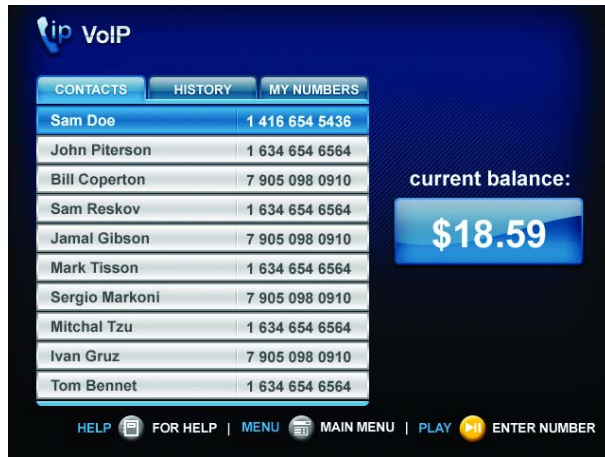 ip VoIP
CONTACTS HISTORY MY NUMBERS
Sam Doe 1 416 654 5436
John Piterson 1 634 654 6564
Bill Coperton 7 905 098 0910
Sam Reskov 1 634 654 6564
Jamal Gibson 7 905 098 0910
Mark Tisson 1 634 654 6564
Sergio Markoni 7 905 098 0910
Mitchal Tzu 1 634 654 6564
Ivan Gruz 7 905 098 0910
Tom Bennet 1 634 654 6564
current balance:
$18.59
HELP FOR HELP | MENU MAIN MENU | PLAY ENTER NUMBER